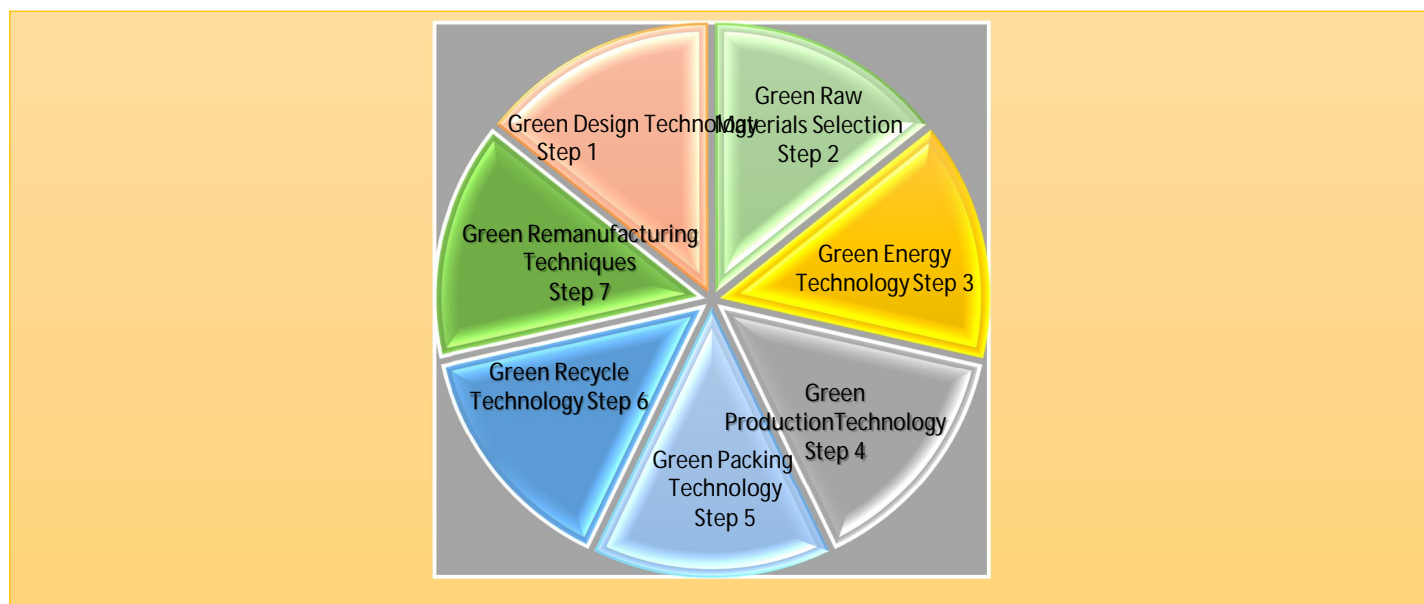 Green Design Technology
Step 1
Green Raw
Materials Selection
Step 2
Green Energy
Technology Step 3
Green
ProductionTechnology
Step 4
Green Packing
Technology
Step 5
Green Recycle
Technology Step 6
Green Remanufacturing
Techniques
Step 7